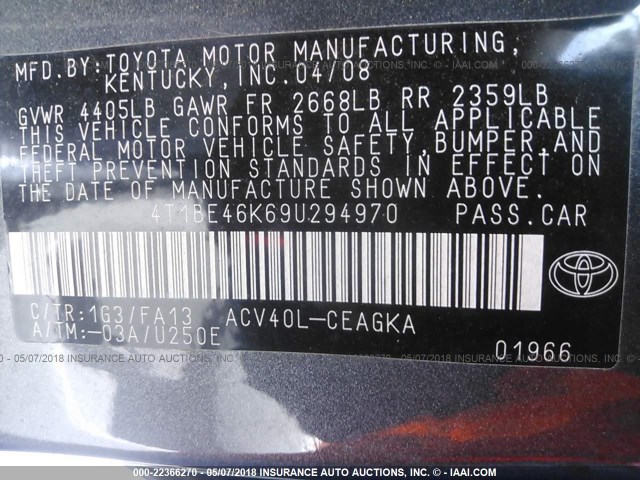 MFD.BY:TOYOTA MOTOR MANUFACTURING,
KENTUCKY, INC. 04/08
GVWR 4405LB GAWR FR 2668LB RR 2359LB
THIS VEHICLE CONFORMS TO ALL APPLICABLE
FEDERAL MOTOR VEHICLE SAFETY,BUMPER,AND
THEFT PREVENTION STANDARDS IN EFFECT ON
THE DATE OF MANUFACTURE SHOWN ABOVE.
4T1BE46K69U294970 PASS.CAR
C/TR:1G3/FA13 ACV40L-CEAGKA
A/TM:-03A/U250E
01966
000-22366270 - 05/07/2018 INSURANCE AUTO AUCTIONS, INC. - IAAI.COM